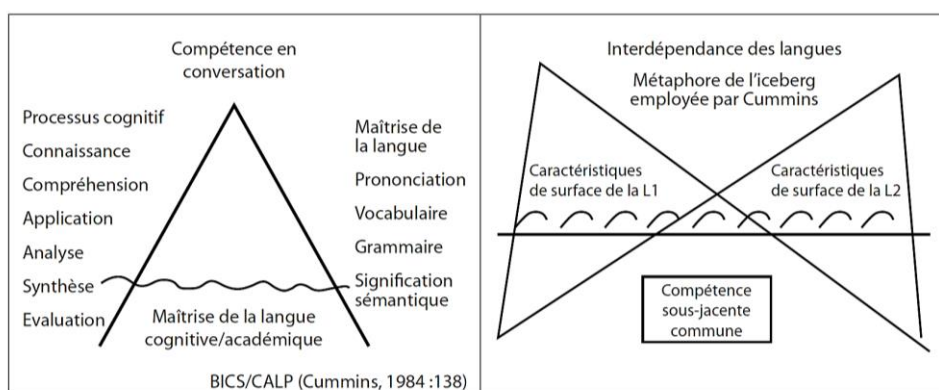 Compétence en
conversation
Processus cognitif
Connaissance
Compréhension
Application
Analyse
Synthèse
Evaluation
Maîtrise de
la langue
Prononciation
Vocabulaire
Grammaire
Signification
sémantique
Maîtrise de la langue
cognitive/académique
BICS/CALP (Cummins, 1984 :138)
Interdépendance des langues
Métaphore de l'iceberg
employée par Cummins
Caractéristiques
de surface de la L1
Caractéristiques
de surface de la L2
Compétence
sous-jacente
commune